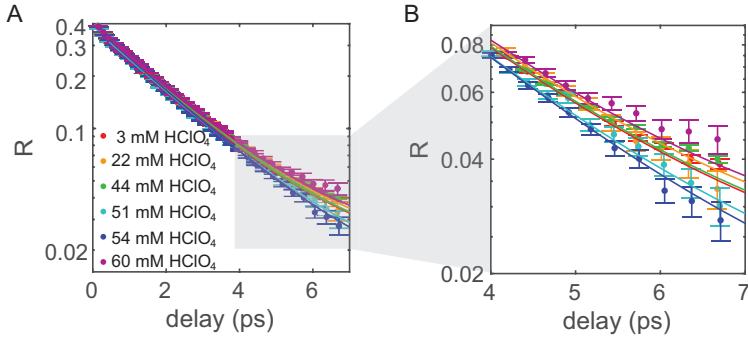 A
B
0.4
0.3
0.2
0.1
0.02
R
3 mM HClO₄
22 mM HClO₄
44 mM HClO₄
51 mM HClO₄
54 mM HClO₄
60 mM HClO₄
0
2
4
6
delay (ps)
0.08
0.06
0.04
0.02
R
4
5
6
7
delay (ps)